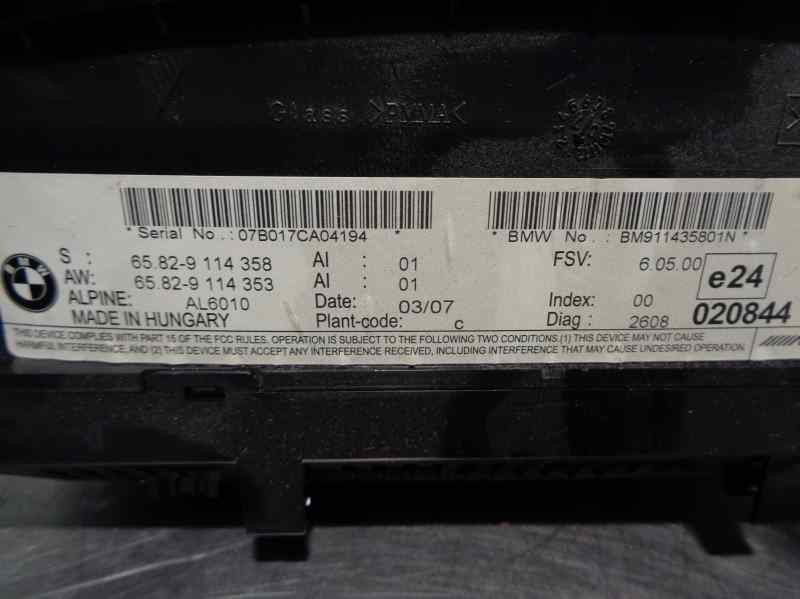 Glass >PMMA<
* Serial No.:07B017CA04194 *
* BMW No.: BM911435801N *
BMW
S : 65.82-9 114 358 AI : 01 FSV: 6.05.00
AW: 65.82-9 114 353 AI : 01 e24
ALPINE: AL6010 Date: 03/07 Index: 00
MADE IN HUNGARY Plant-code: c Diag : 2608 020844
THIS DEVICE COMPLIES WITH PART 15 OF THE FCC RULES. OPERATION IS SUBJECT TO THE FOLLOWING TWO CONDITIONS.(1) THIS DEVICE MAY NOT CAUSE
HARMFUL INTERFERENCE, AND (2) THIS DEVICE MUST ACCEPT ANY INTERFERENCE RECEIVED, INCLUDING INTERFERENCE THAT MAY CAUSE UNDESIRED OPERATION.